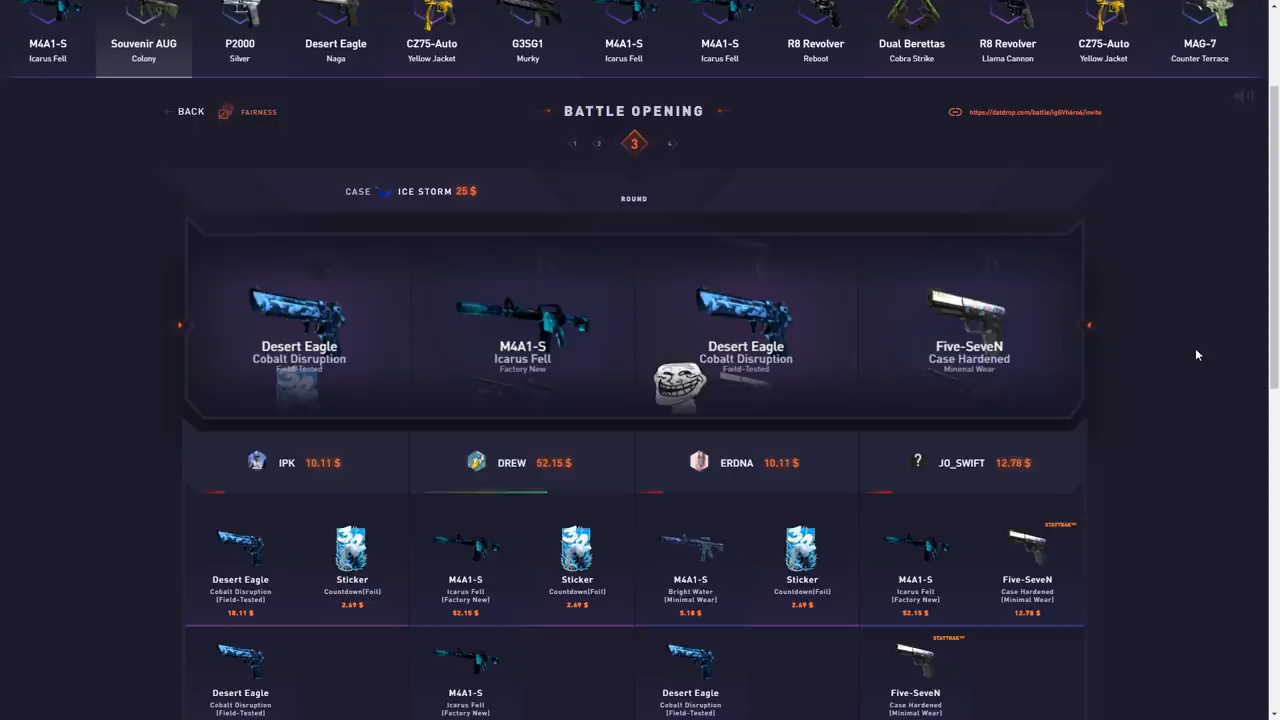 M4A1-S
Icarus Fell
Souvenir AUG
Colony
P2000
Silver
Desert Eagle
Naga
CZ75-Auto
Yellow Jacket
G3SG1
Murky
M4A1-S
Icarus Fell
M4A1-S
Icarus Fell
R8 Revolver
Reboot
Dual Berettas
Cobra Strike
R8 Revolver
Llama Cannon
CZ75-Auto
Yellow Jacket
MAG-7
Counter Terrace
← BACK
FAIRNESS
BATTLE OPENING
https://datdrop.com/battle/igGVh6ro6/invite
1 2 3 4
CASE ICE STORM 25 $
ROUND
Desert Eagle
Cobalt Disruption
Field-Tested
M4A1-S
Icarus Fell
Factory New
Desert Eagle
Cobalt Disruption
Field-Tested
Five-SeveN
Case Hardened
Minimal Wear
IPK 10.11 $
DREW 52.15 $
ERDNA 10.11 $
? JO_SWIFT 12.78 $
Desert Eagle
Cobalt Disruption
(Field-Tested)
10.11 $
Sticker
Countdown(Foil)
2.69 $
M4A1-S
Icarus Fell
(Factory New)
52.15 $
Sticker
Countdown(Foil)
2.69 $
M4A1-S
Bright Water
(Minimal Wear)
5.18 $
Sticker
Countdown(Foil)
2.69 $
M4A1-S
Icarus Fell
(Factory New)
52.15 $
STATTRAK™
Five-SeveN
Case Hardened
(Minimal Wear)
12.78 $
Desert Eagle
Cobalt Disruption
(Field-Tested)
M4A1-S
Icarus Fell
(Factory New)
Desert Eagle
Cobalt Disruption
(Field-Tested)
STATTRAK™
Five-SeveN
Case Hardened
(Minimal Wear)